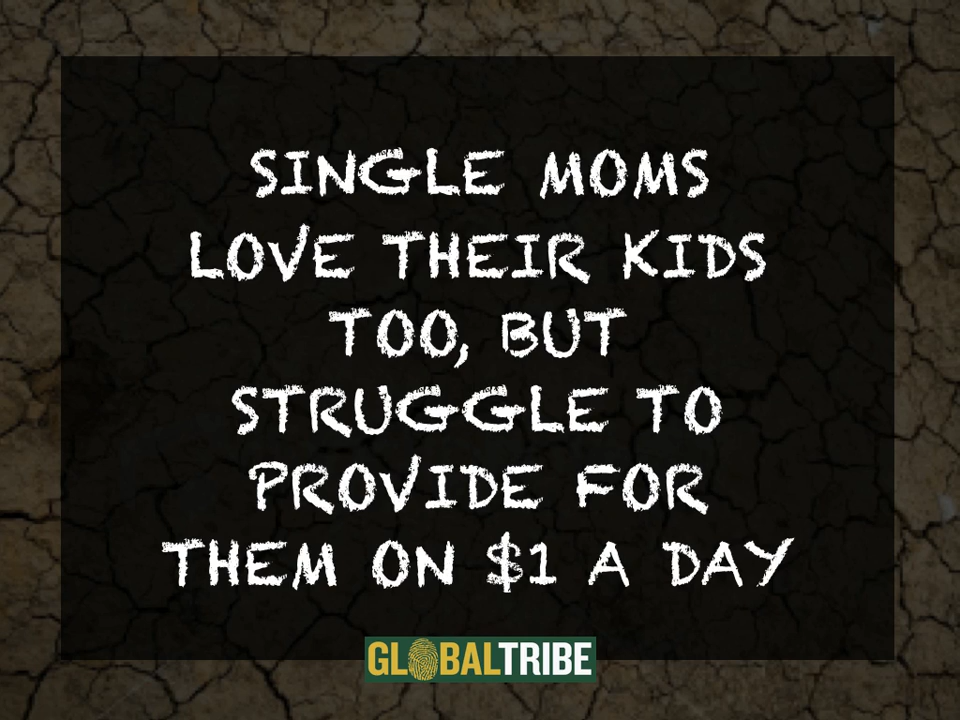 SINGLE MOMS
LOVE THEIR KIDS
TOO, BUT
STRUGGLE TO
PROVIDE FOR
THEM ON $1 A DAY
GLOBALTRIBE